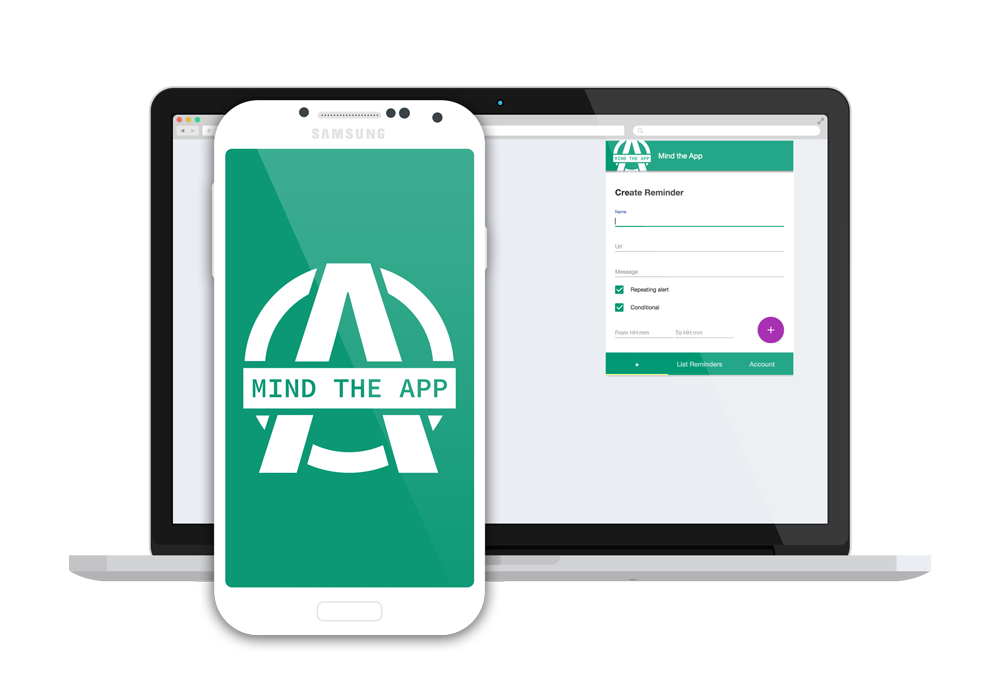 SAMSUNG
MIND THE APP
MIND THE APP
Mind the App
Create Reminder
Name
Url
Message
Repeating alert
Conditional
From HH:mm
To HH:mm
+
+
List Reminders
Account